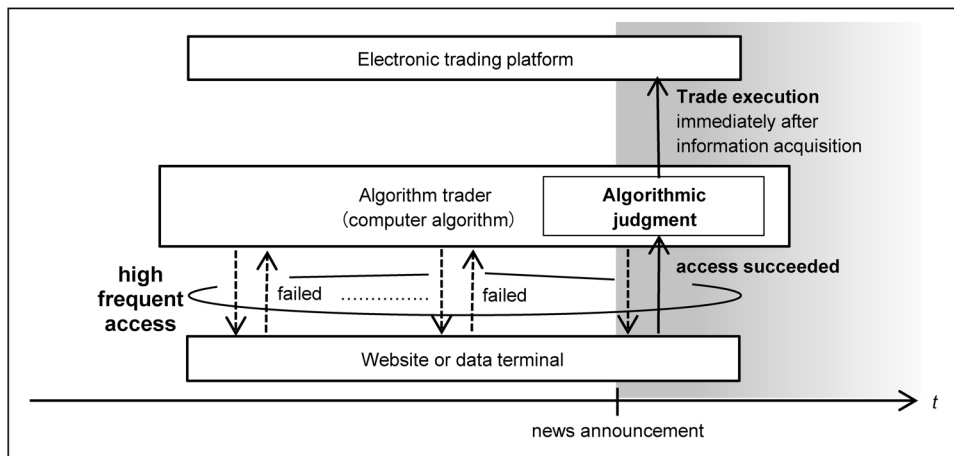 Electronic trading platform
Trade execution
immediately after
information acquisition
Algorithm trader
（computer algorithm）
Algorithmic
judgment
high
frequent
access
failed
............
failed
access succeeded
Website or data terminal
t
news announcement